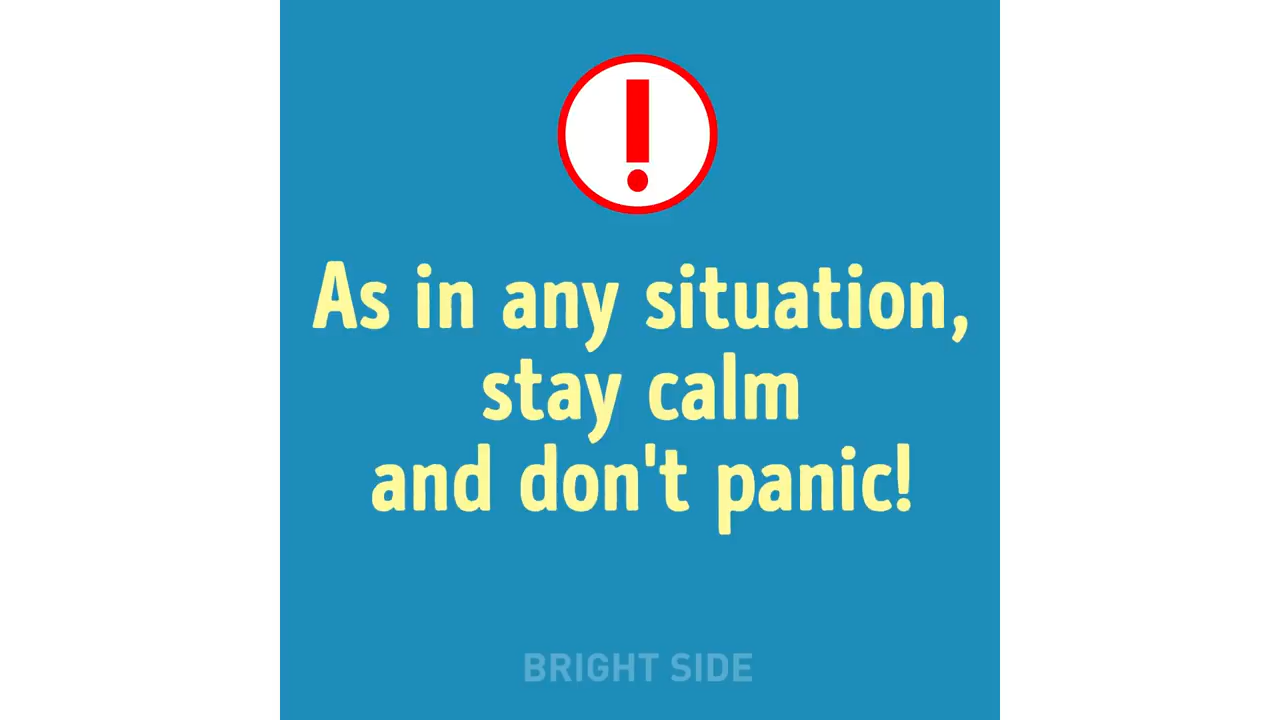 As in any situation,
stay calm
and don't panic!
BRIGHT SIDE